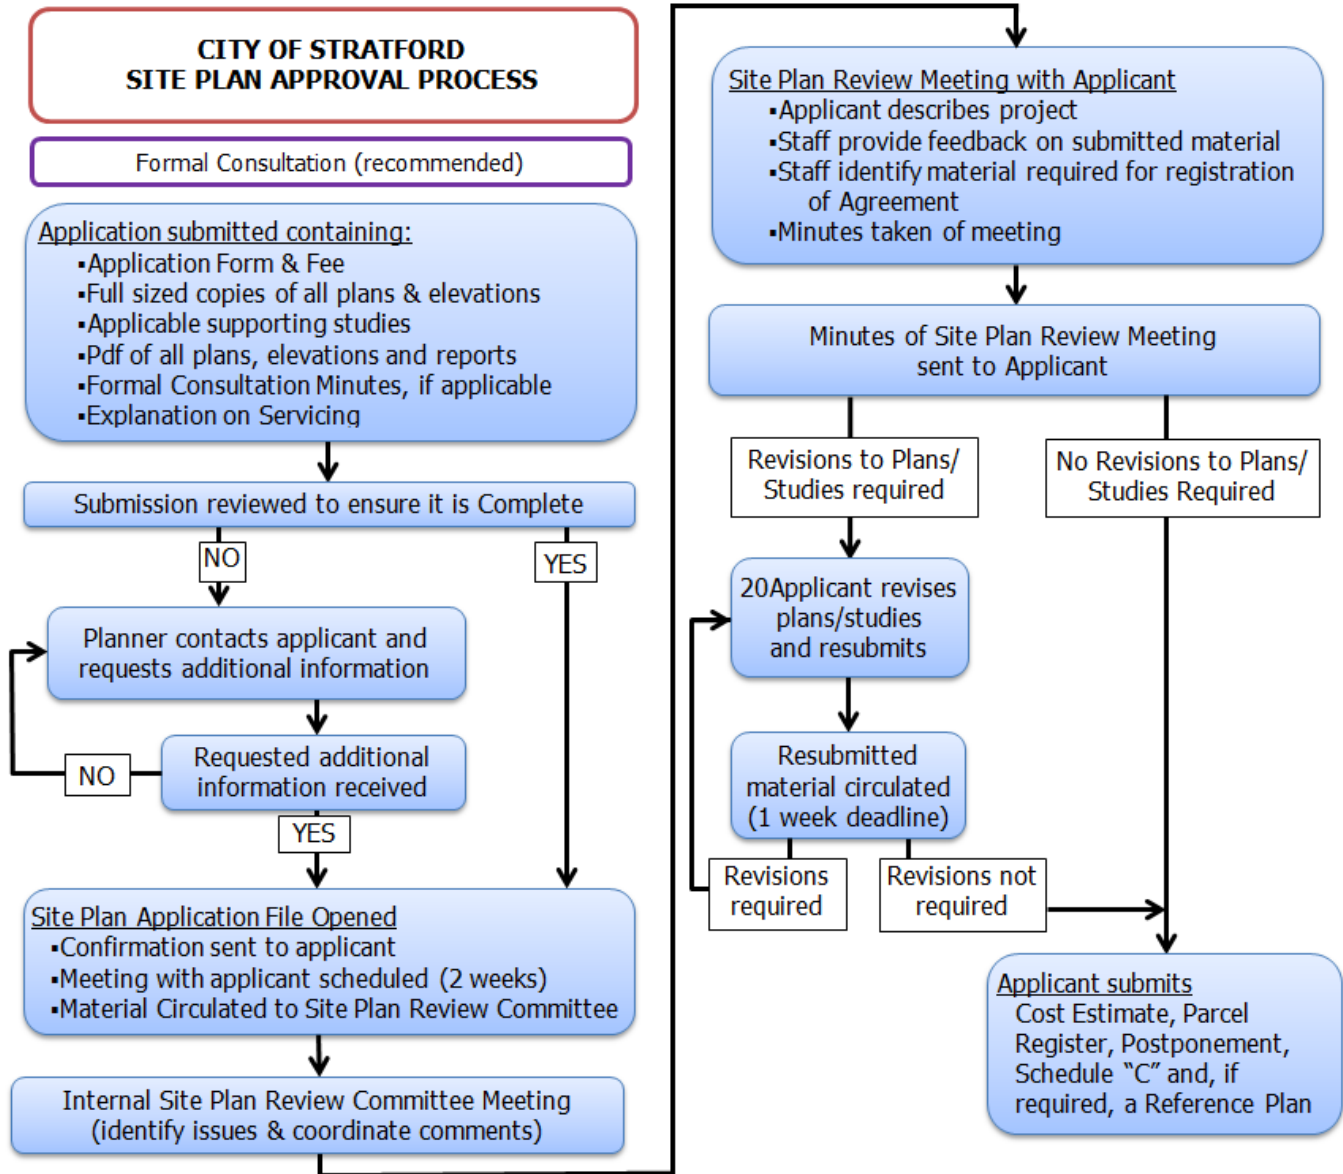 CITY OF STRATFORD
SITE PLAN APPROVAL PROCESS
Formal Consultation (recommended)
Application submitted containing:
▪Application Form & Fee
▪Full sized copies of all plans & elevations
▪Applicable supporting studies
▪Pdf of all plans, elevations and reports
▪Formal Consultation Minutes, if applicable
▪Explanation on Servicing
Submission reviewed to ensure it is Complete
NO
YES
Planner contacts applicant and
requests additional information
Requested additional
information received
NO
YES
Site Plan Application File Opened
▪Confirmation sent to applicant
▪Meeting with applicant scheduled (2 weeks)
▪Material Circulated to Site Plan Review Committee
Internal Site Plan Review Committee Meeting
(identify issues & coordinate comments)
Site Plan Review Meeting with Applicant
▪Applicant describes project
▪Staff provide feedback on submitted material
▪Staff identify material required for registration
of Agreement
▪Minutes taken of meeting
Minutes of Site Plan Review Meeting
sent to Applicant
Revisions to Plans/
Studies required
No Revisions to Plans/
Studies Required
20Applicant revises
plans/studies
and resubmits
Resubmitted
material circulated
(1 week deadline)
Revisions
required
Revisions not
required
Applicant submits
Cost Estimate, Parcel
Register, Postponement,
Schedule “C” and, if
required, a Reference Plan